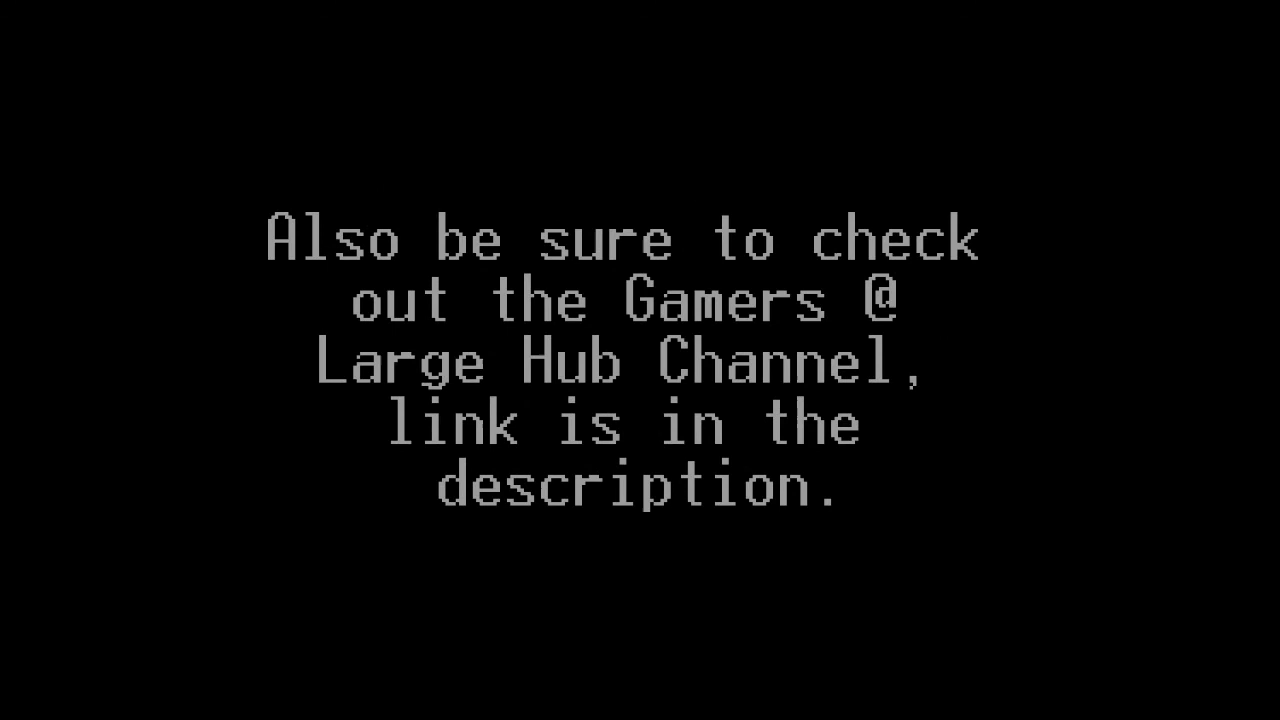 Also be sure to check
out the Gamers @
Large Hub Channel,
link is in the
description.